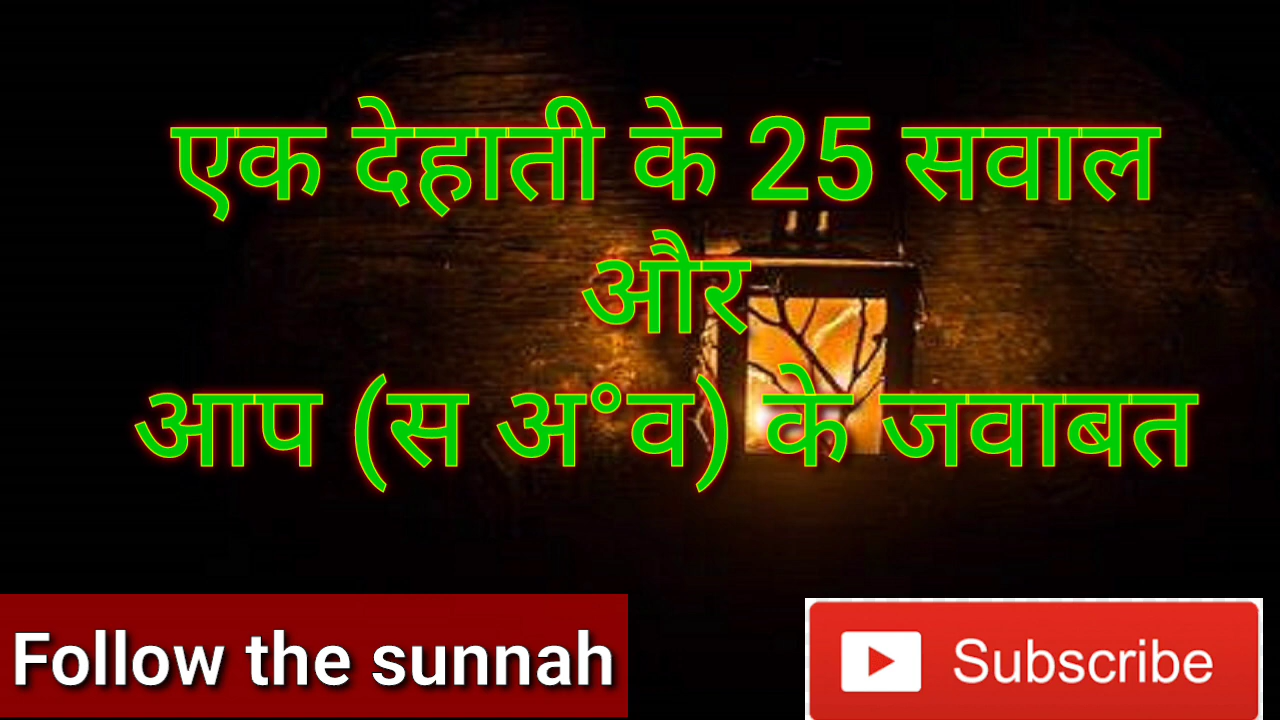 एक देहाती के 25 सवाल
और
आप (स अ°व) के जवाबत
Follow the sunnah
Subscribe